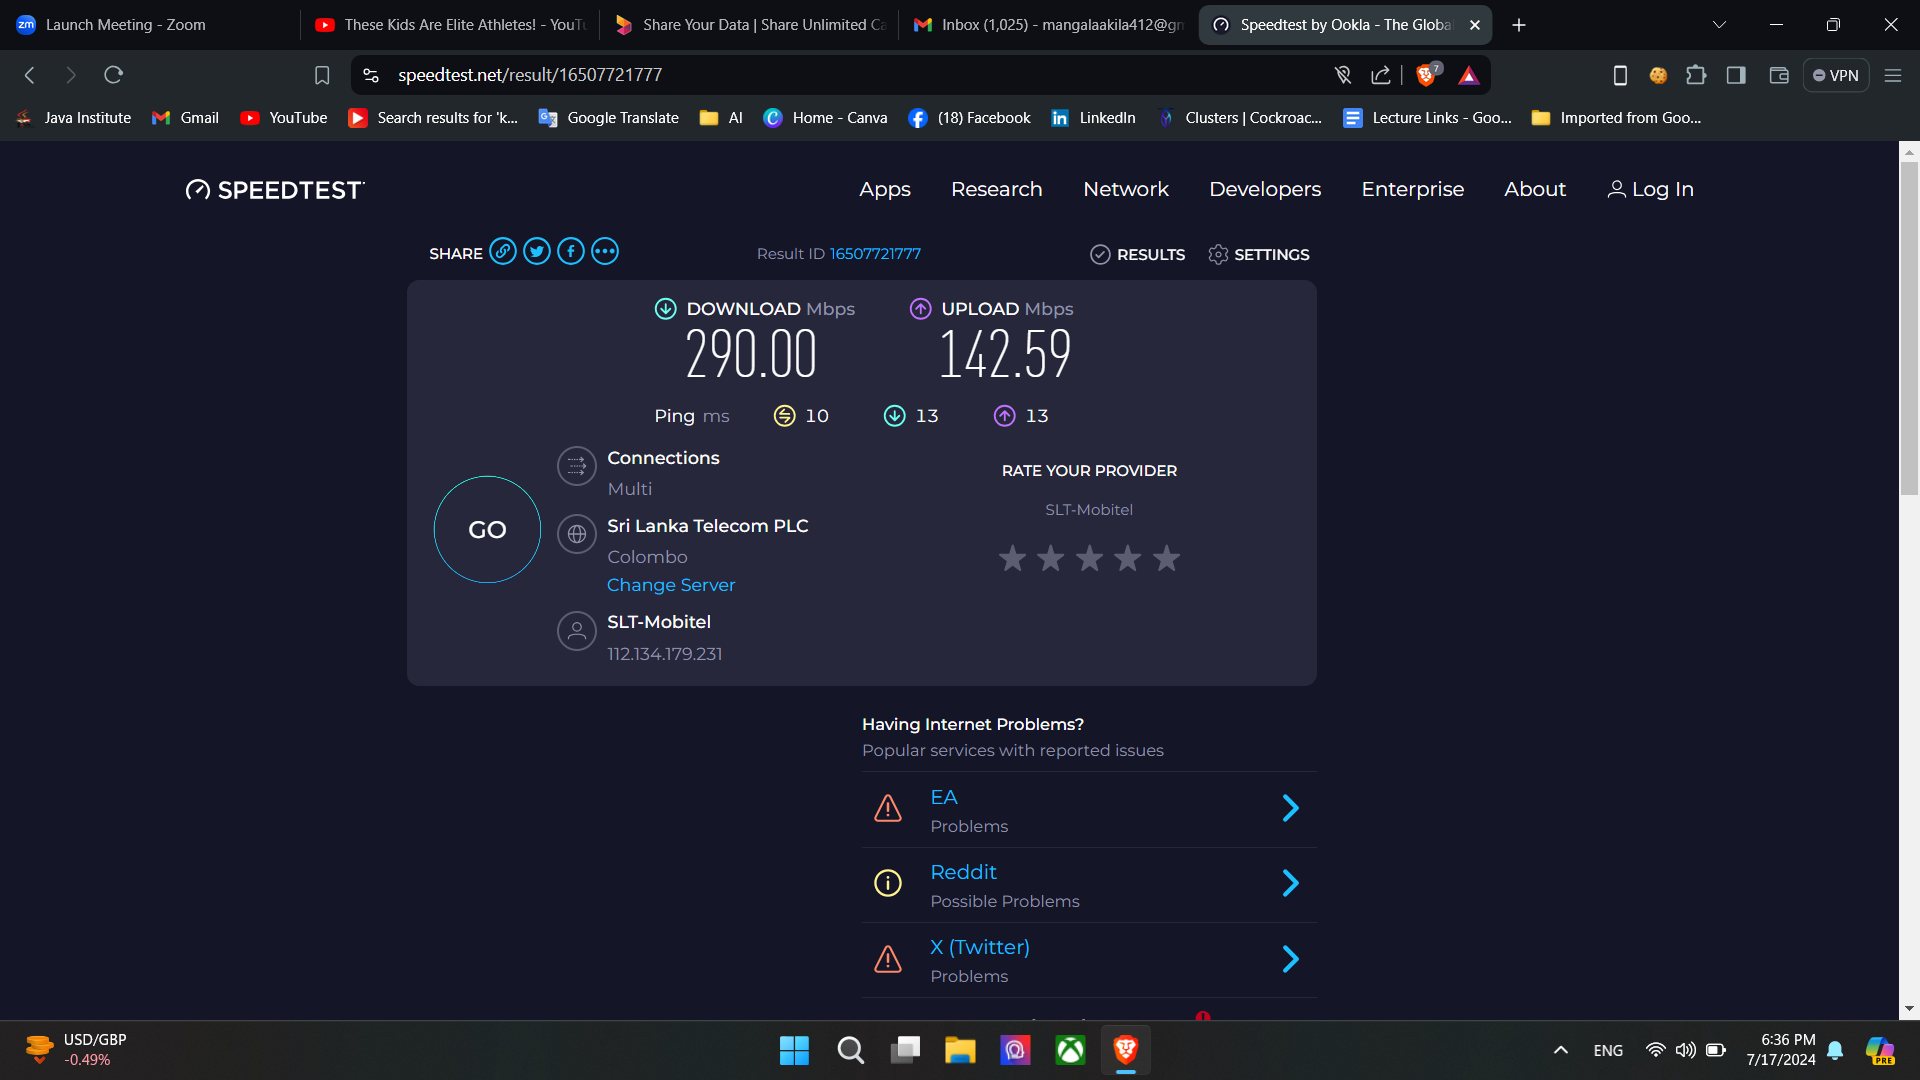 Launch Meeting - Zoom
These Kids Are Elite Athletes! - YouTu
Share Your Data | Share Unlimited Ca
Inbox (1,025) - mangalaakila412@gm
Speedtest by Ookla - The Globa
speedtest.net/result/16507721777
7
VPN
Java Institute
Gmail
YouTube
Search results for 'k...
Google Translate
AI
Home - Canva
(18) Facebook
LinkedIn
Clusters | Cockroac...
Lecture Links - Goo...
Imported from Goo...
SPEEDTEST
Apps
Research
Network
Developers
Enterprise
About
Log In
SHARE
Result ID 16507721777
RESULTS
SETTINGS
DOWNLOAD Mbps
290.00
UPLOAD Mbps
142.59
Ping ms
10
13
13
GO
Connections
Multi
Sri Lanka Telecom PLC
Colombo
Change Server
SLT-Mobitel
112.134.179.231
RATE YOUR PROVIDER
SLT-Mobitel
Having Internet Problems?
Popular services with reported issues
EA
Problems
Reddit
Possible Problems
X (Twitter)
Problems
USD/GBP
-0.49%
ENG
6:36 PM
7/17/2024
PRE